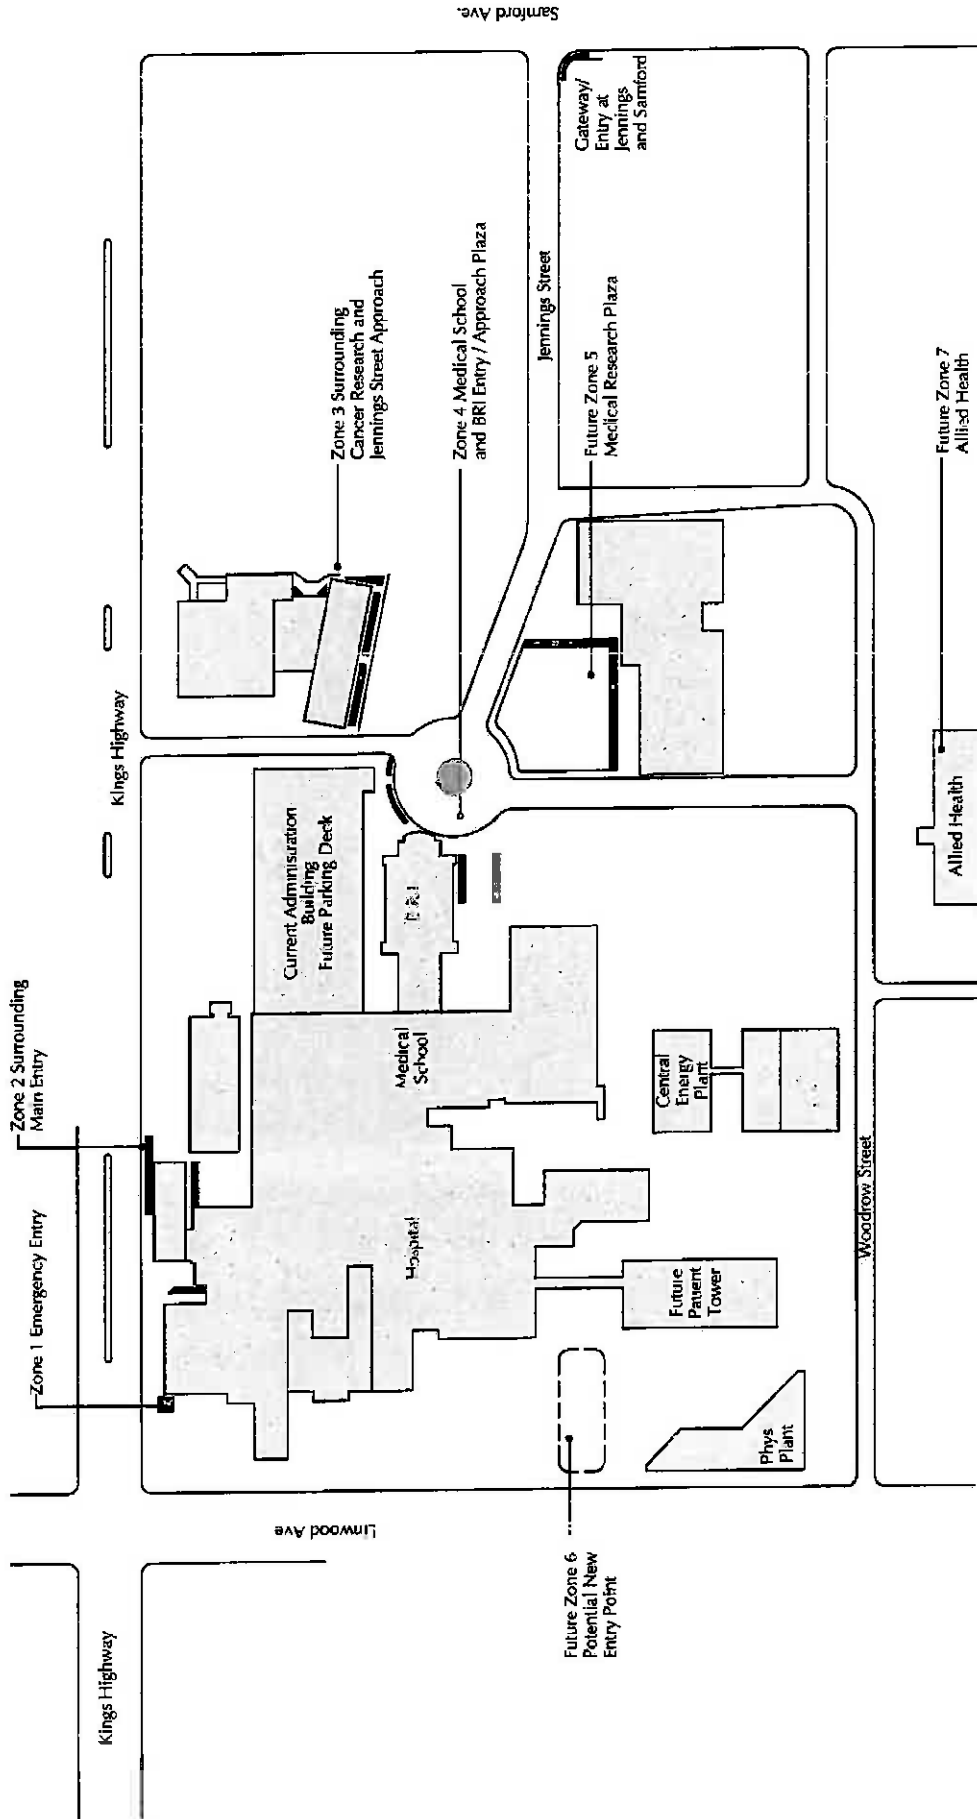 Kings Highway
Zone 1 Emergency Entry
Zone 2 Surrounding
Main Entry
Kings Highway
Linwood Ave
Samford Ave.
Current Administration
Building
Future Parking Deck
B R I
Medical
School
Hospital
Zone 3 Surrounding
Cancer Research and
Jennings Street Approach
Zone 4 Medical School
and BRI Entry / Approach Plaza
Jennings Street
Gateway/
Entry at
Jennings
and Samford
Future Zone 5
Medical Research Plaza
Future Zone 6
Potential New
Entry Point
Future
Patient
Tower
Central
Energy
Plant
Phys
Plant
Woodrow Street
Allied Health
Future Zone 7
Allied Health